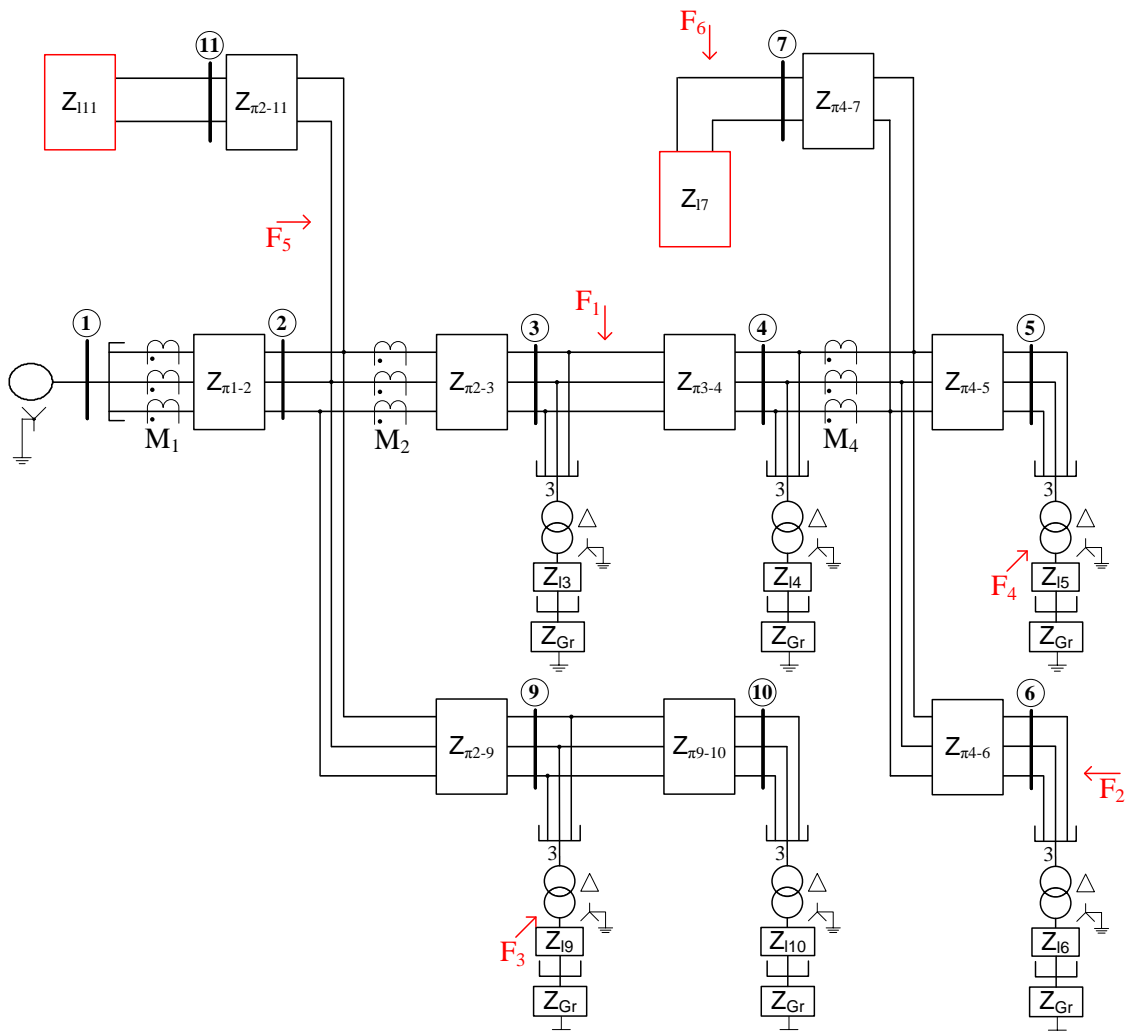 11
F6
7
Zl11
Zπ2-11
Zπ4-7
Zl7
F5
F1
1
2
3
4
5
Zπ1-2
Zπ2-3
Zπ3-4
Zπ4-5
M1
M2
M4
3
3
3
F4
Zl3
Zl4
Zl5
ZGr
ZGr
ZGr
9
10
6
Zπ2-9
Zπ9-10
Zπ4-6
F2
3
3
3
F3
Zl9
Zl10
Zl6
ZGr
ZGr
ZGr